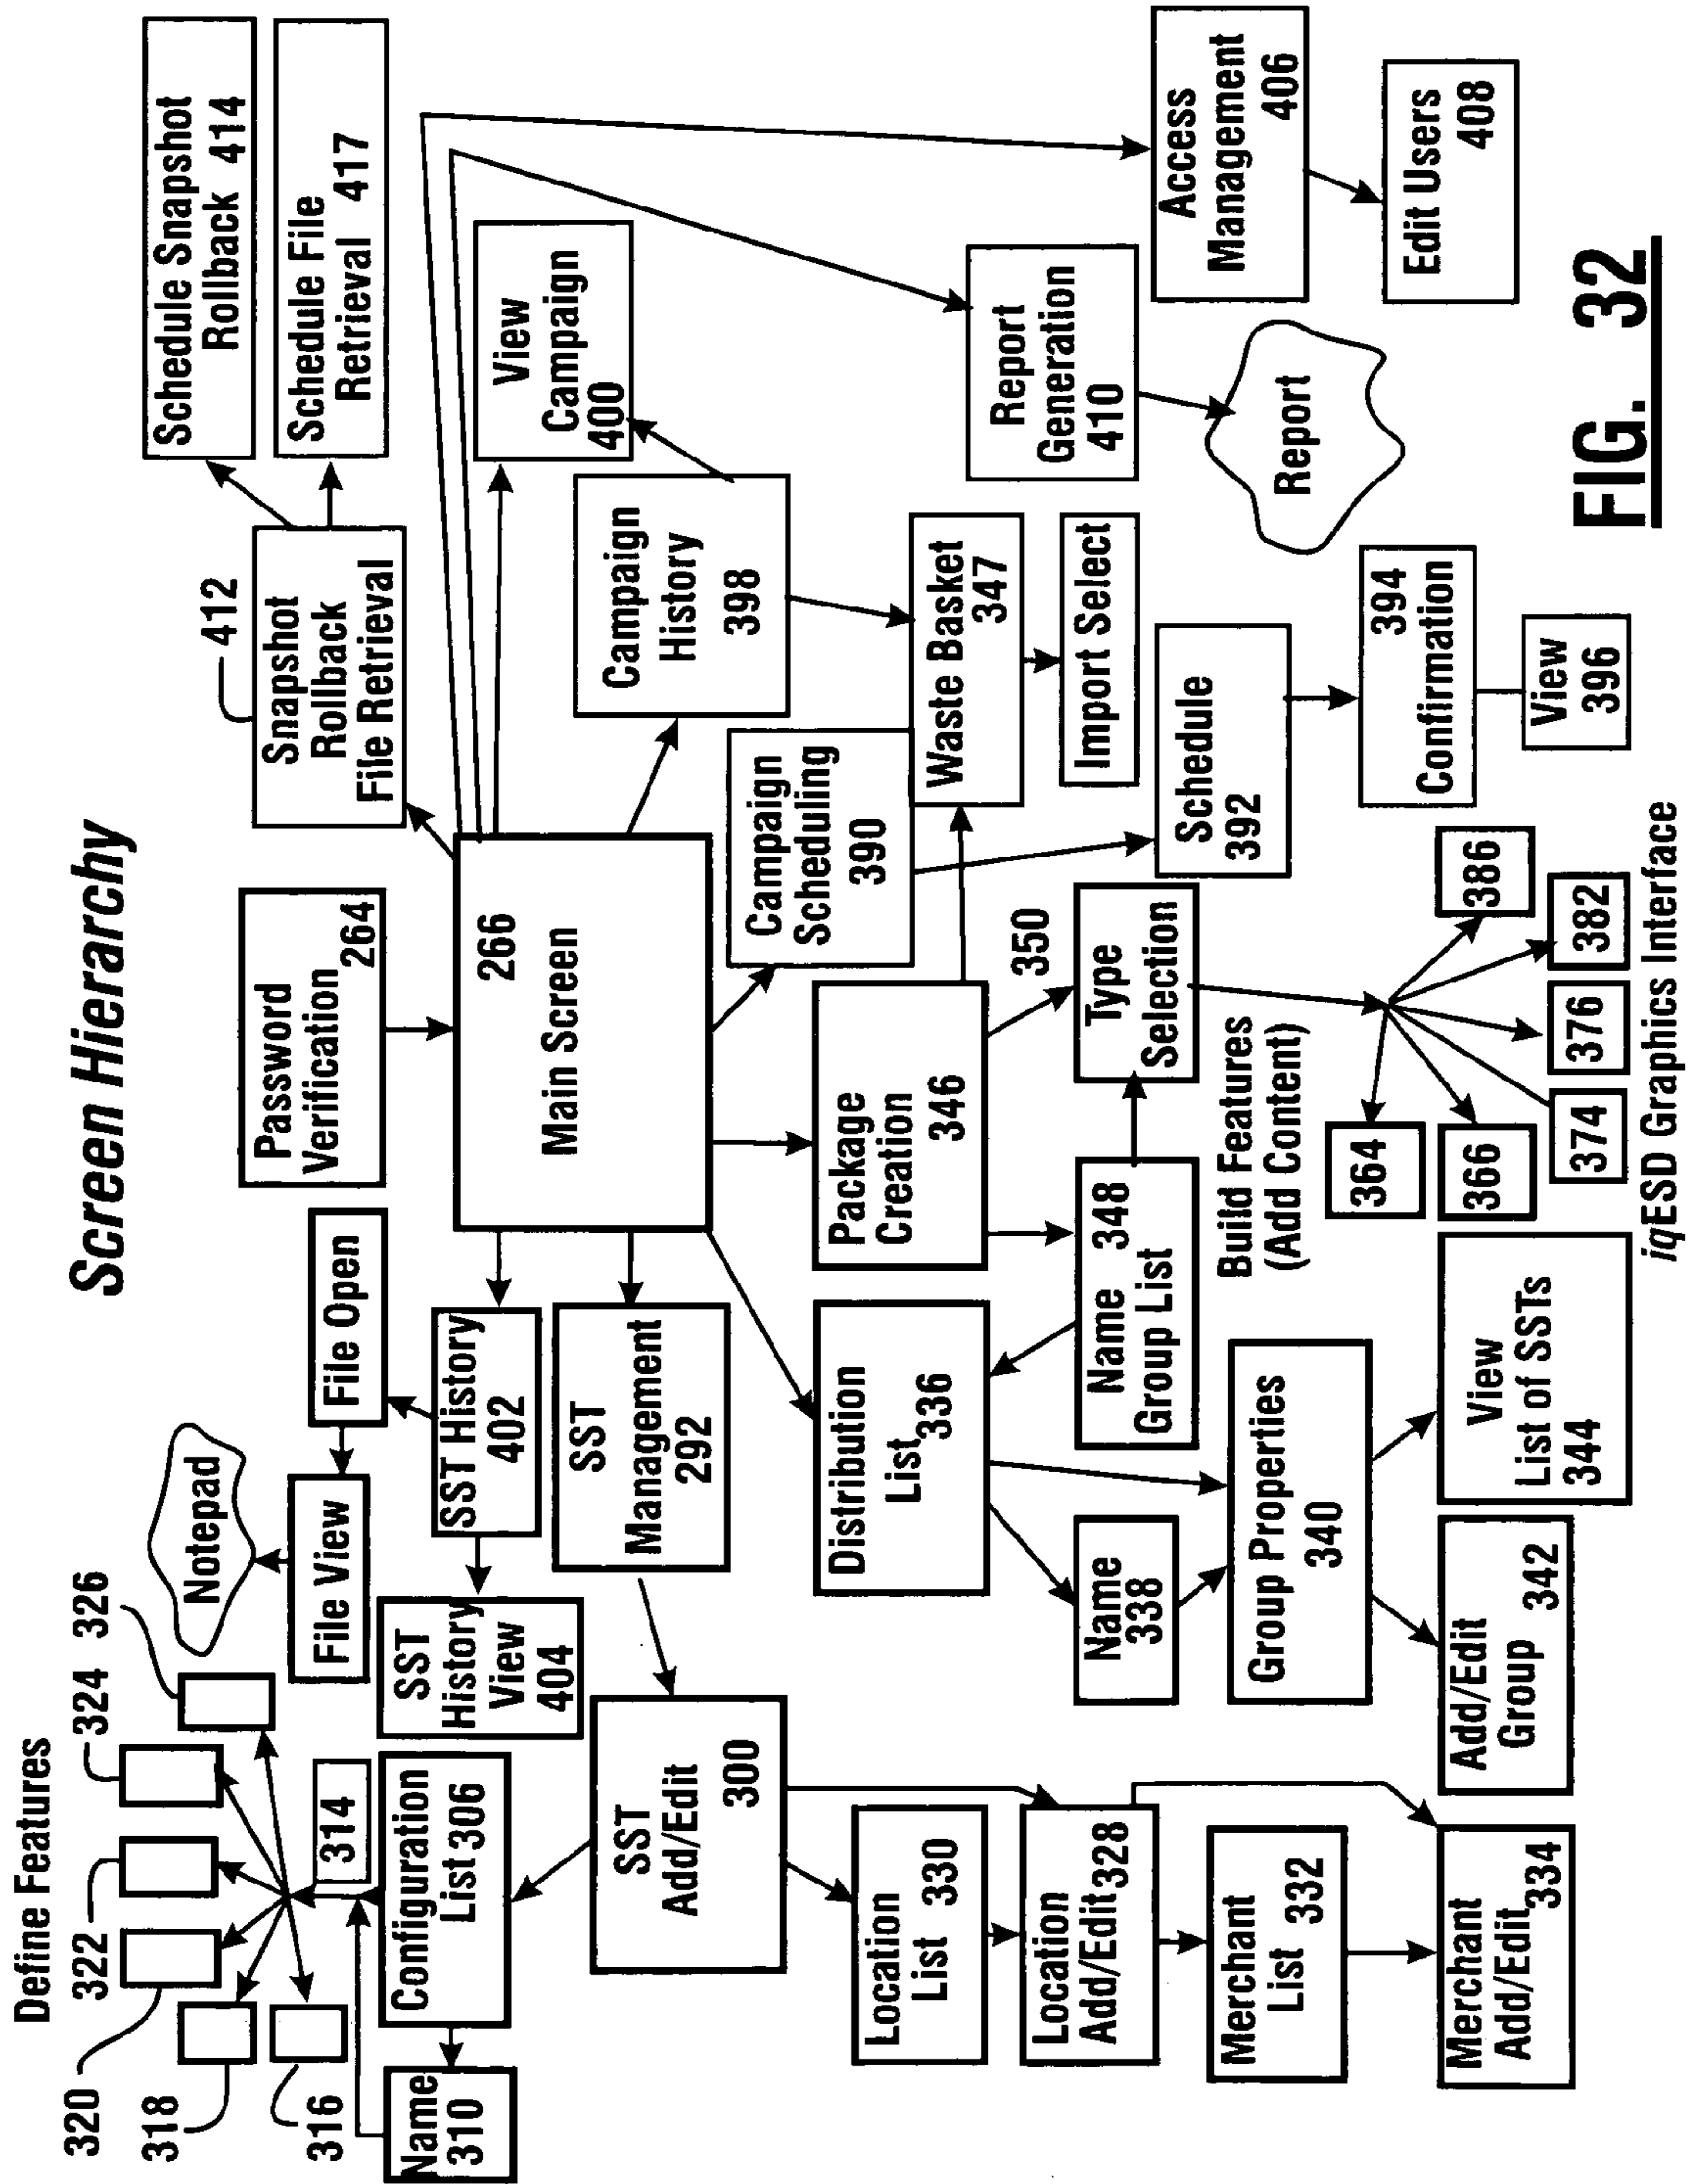 Screen Hierarchy
Define Features
320
322
324
326
318
316
314
Name
310
Configuration
List 306
Notepad
File View
File Open
SST History
402
SST
History
View
404
SST
Management
292
SST
Add/Edit
300
Location
List 330
Location
Add/Edit 328
Merchant
List 332
Merchant
Add/Edit 334
Password
Verification
264
266
Main Screen
412
Snapshot
Rollback
File Retrieval
Schedule Snapshot
Rollback 414
Schedule File
Retrieval 417
View
Campaign
400
Campaign
History
398
Campaign
Scheduling
390
Waste Basket
347
Import Select
Schedule
392
394
Confirmation
View
396
Report
Generation
410
Report
Access
Management
406
Edit Users
408
Distribution
List 336
Name
338
Group Properties
340
Add/Edit
Group 342
View
List of SSTs
344
Package
Creation
346
Name 348
Group List
350
Type
Selection
Build Features
(Add Content)
364
366
374
376
382
386
iqESD Graphics Interface
FIG. 32